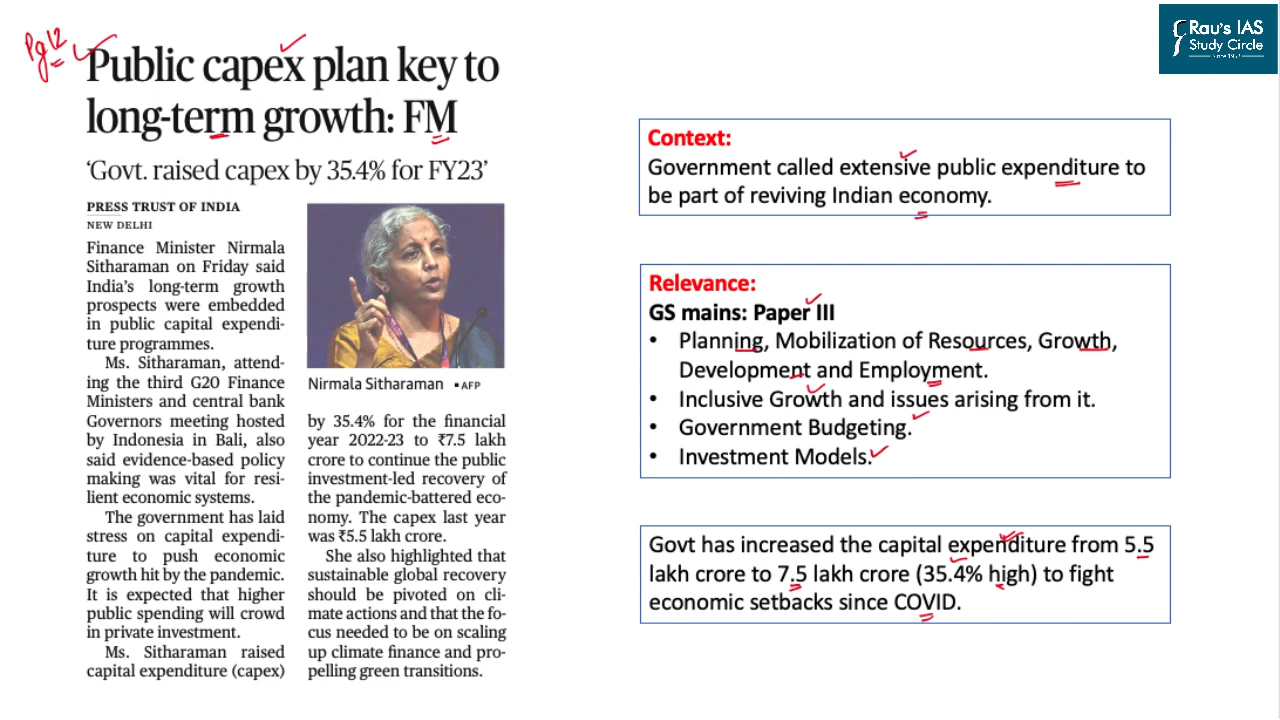 Pg 12
Public capex plan key to
long-term growth: FM
‘Govt. raised capex by 35.4% for FY23’
PRESS TRUST OF INDIA
NEW DELHI
Finance Minister Nirmala
Sitharaman on Friday said
India’s long-term growth
prospects were embedded
in public capital expendi-
ture programmes.
Ms. Sitharaman, attend-
ing the third G20 Finance
Ministers and central bank
Governors meeting hosted
by Indonesia in Bali, also
said evidence-based policy
making was vital for resi-
lient economic systems.
The government has laid
stress on capital expendi-
ture to push economic
growth hit by the pandemic.
It is expected that higher
public spending will crowd
in private investment.
Ms. Sitharaman raised
capital expenditure (capex)
Nirmala Sitharaman ▪ AFP
by 35.4% for the financial
year 2022-23 to ₹7.5 lakh
crore to continue the public
investment-led recovery of
the pandemic-battered eco-
nomy. The capex last year
was ₹5.5 lakh crore.
She also highlighted that
sustainable global recovery
should be pivoted on cli-
mate actions and that the fo-
cus needed to be on scaling
up climate finance and pro-
pelling green transitions.
Rau's IAS
Study Circle
Context:
Government called extensive public expenditure to
be part of reviving Indian economy.
Relevance:
GS mains: Paper III
• Planning, Mobilization of Resources, Growth,
Development and Employment.
• Inclusive Growth and issues arising from it.
• Government Budgeting.
• Investment Models.
Govt has increased the capital expenditure from 5.5
lakh crore to 7.5 lakh crore (35.4% high) to fight
economic setbacks since COVID.